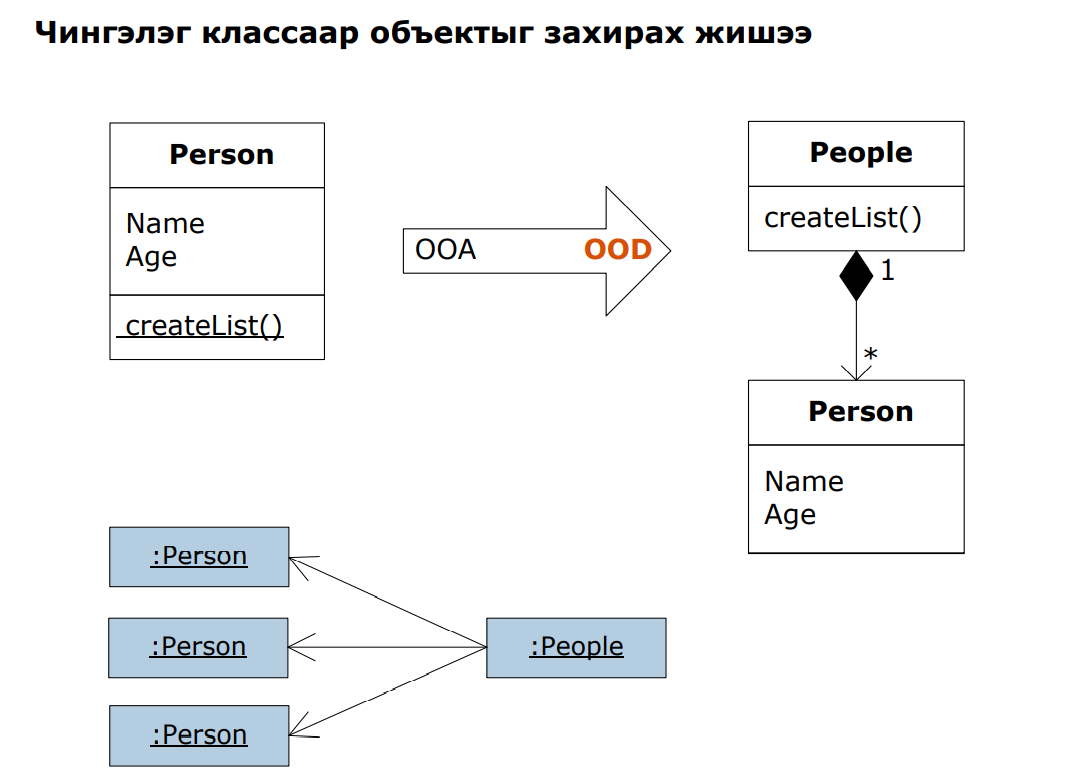 Чингэлэг классаар объектыг захирах жишээ
Person
Name
Age
createList()
OOA OOD
People
createList()
1
*
Person
Name
Age
:Person
:Person
:People
:Person